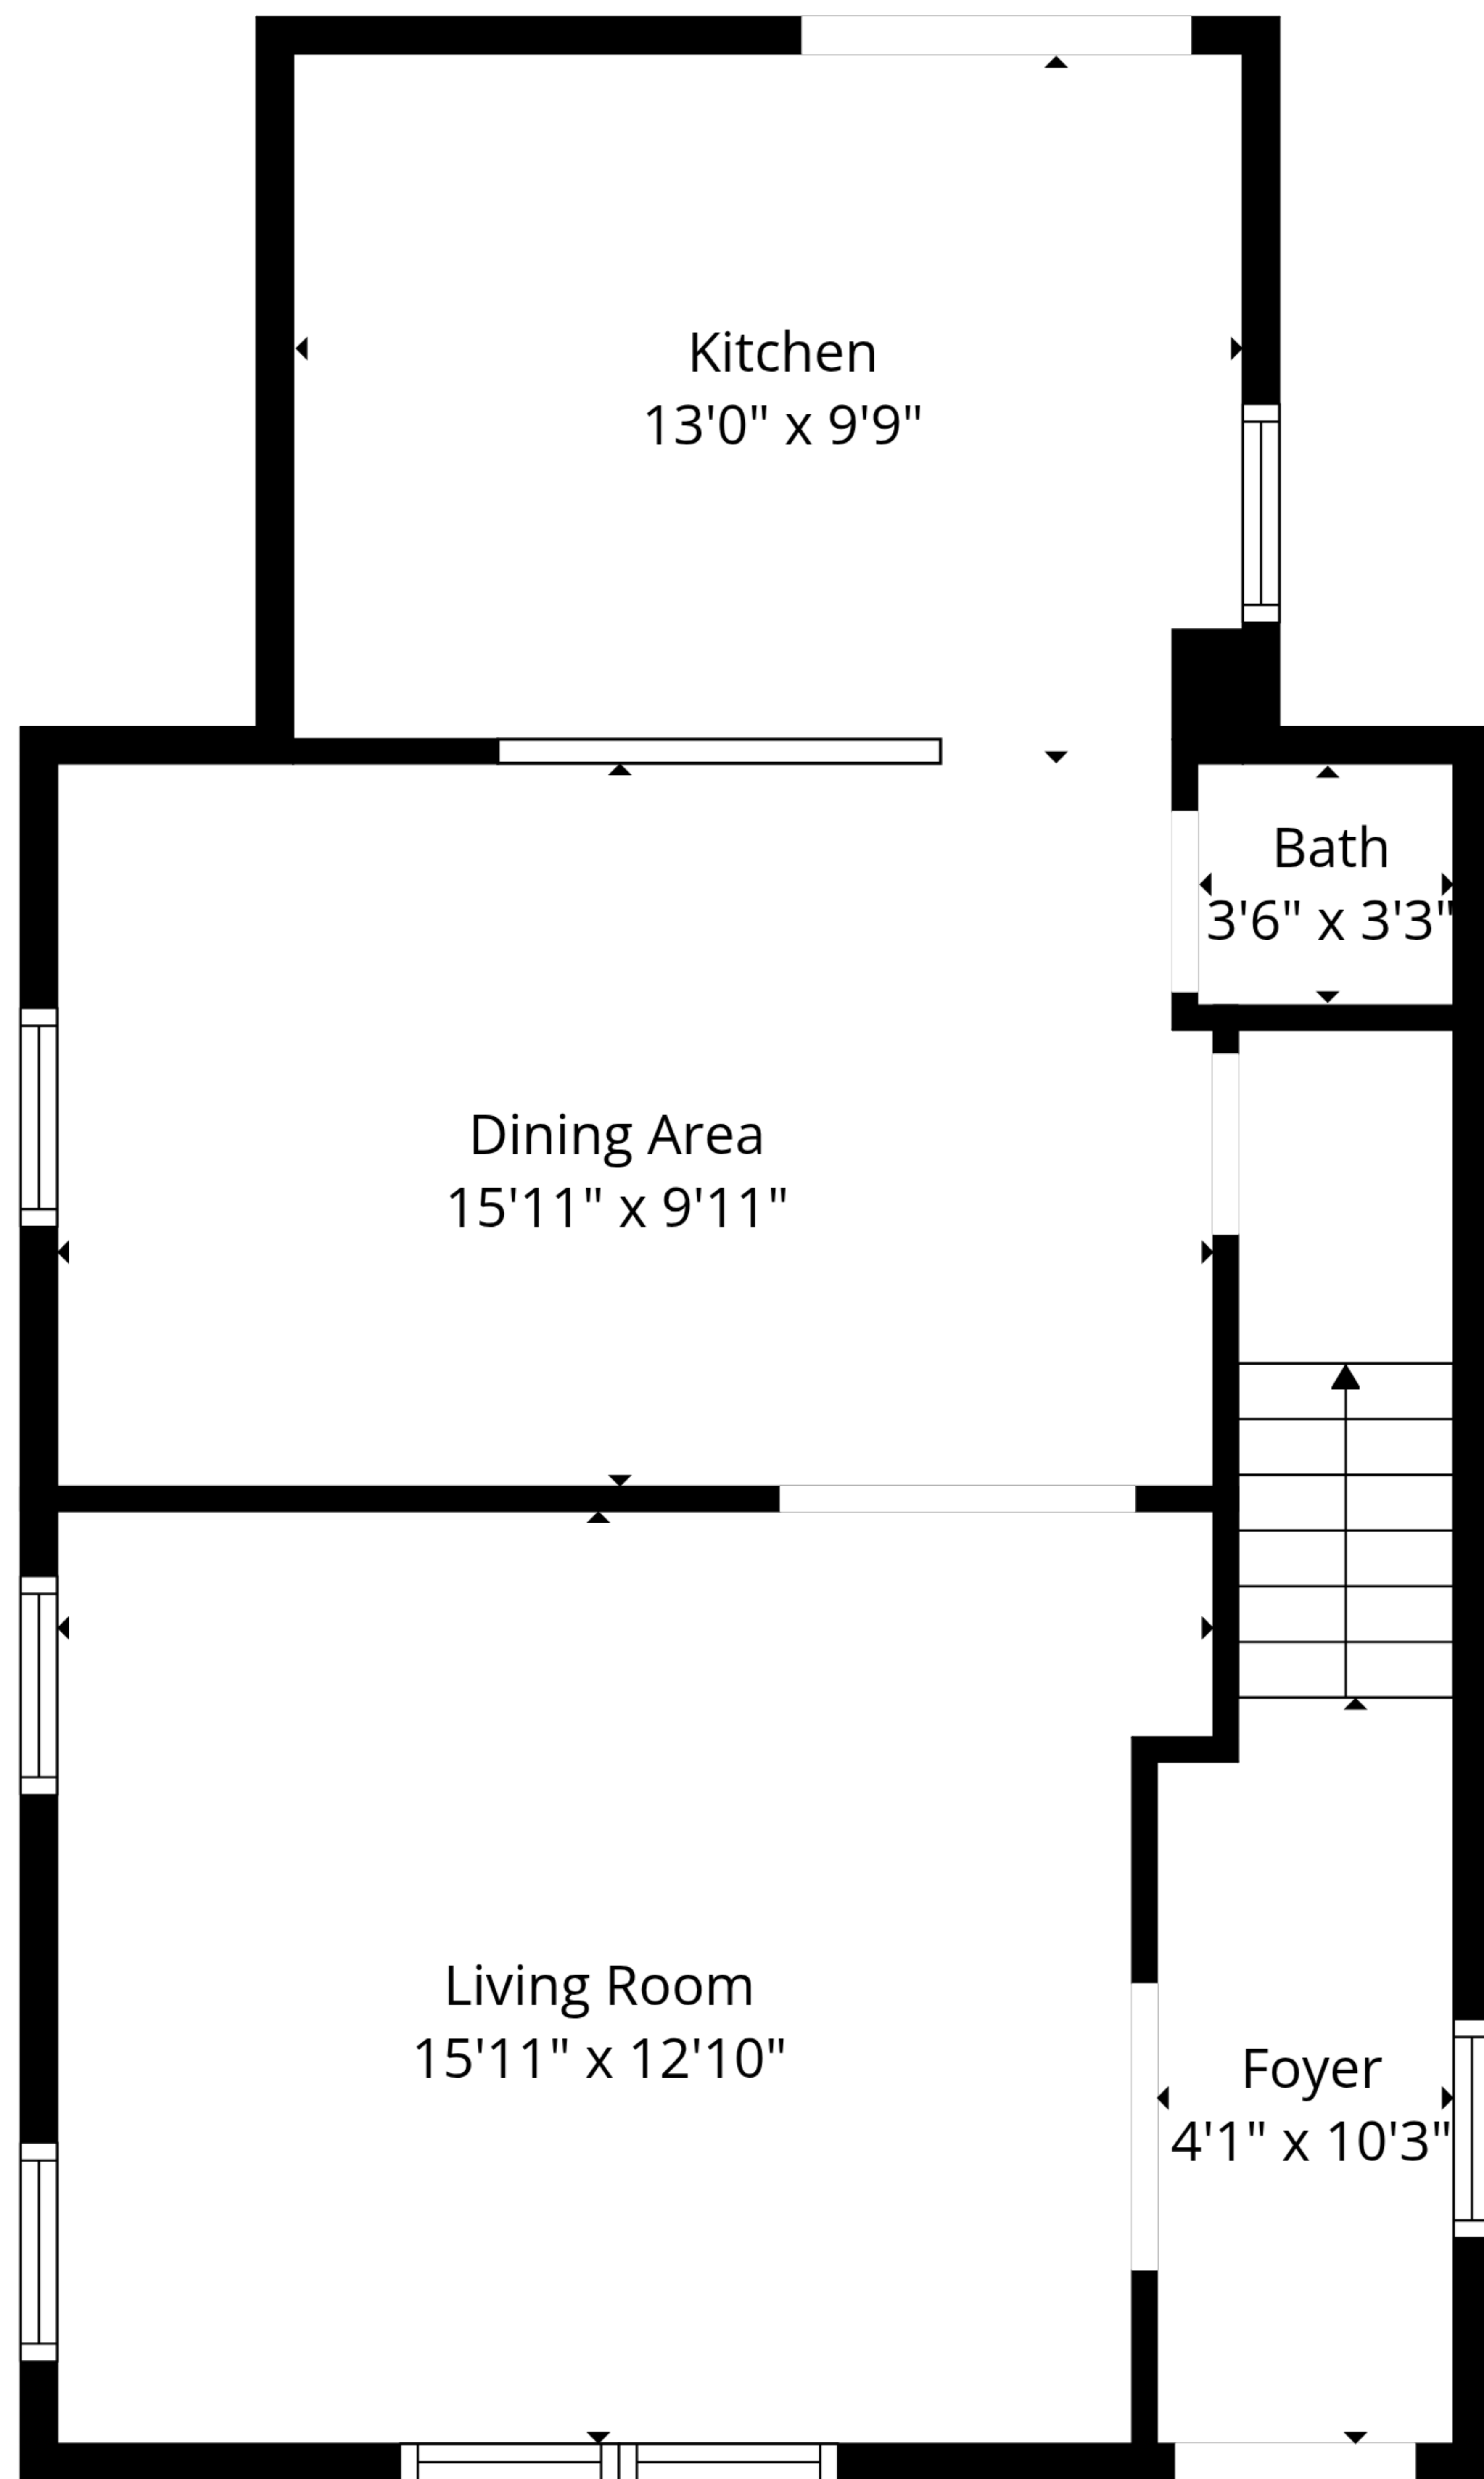 Kitchen
13'0" x 9'9"
Bath
3'6" x 3'3"
Dining Area
15'11" x 9'11"
Living Room
15'11" x 12'10"
Foyer
4'1" x 10'3"